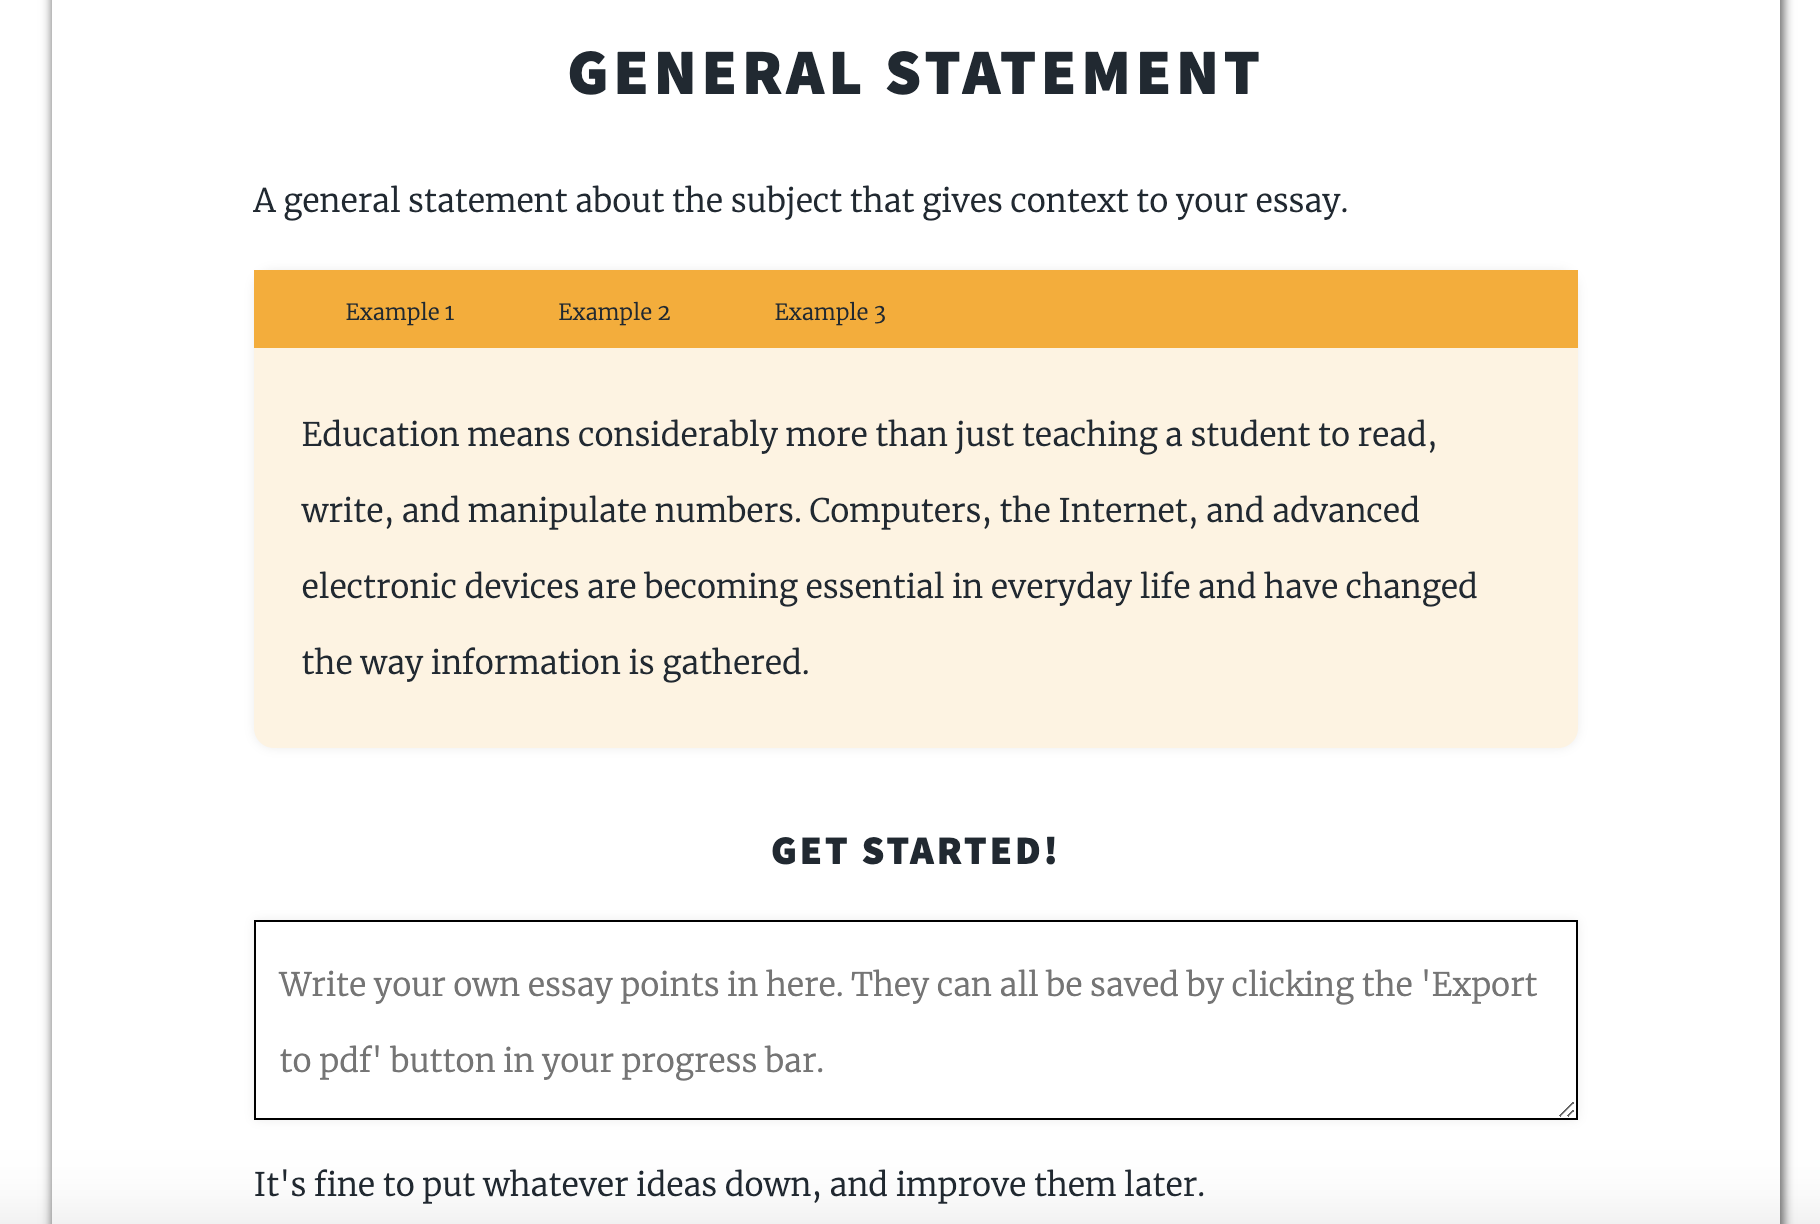 GENERAL STATEMENT
A general statement about the subject that gives context to your essay.
Example 1 Example 2 Example 3
Education means considerably more than just teaching a student to read,
write, and manipulate numbers. Computers, the Internet, and advanced
electronic devices are becoming essential in everyday life and have changed
the way information is gathered.
GET STARTED!
Write your own essay points in here. They can all be saved by clicking the 'Export
to pdf' button in your progress bar.
It's fine to put whatever ideas down, and improve them later.